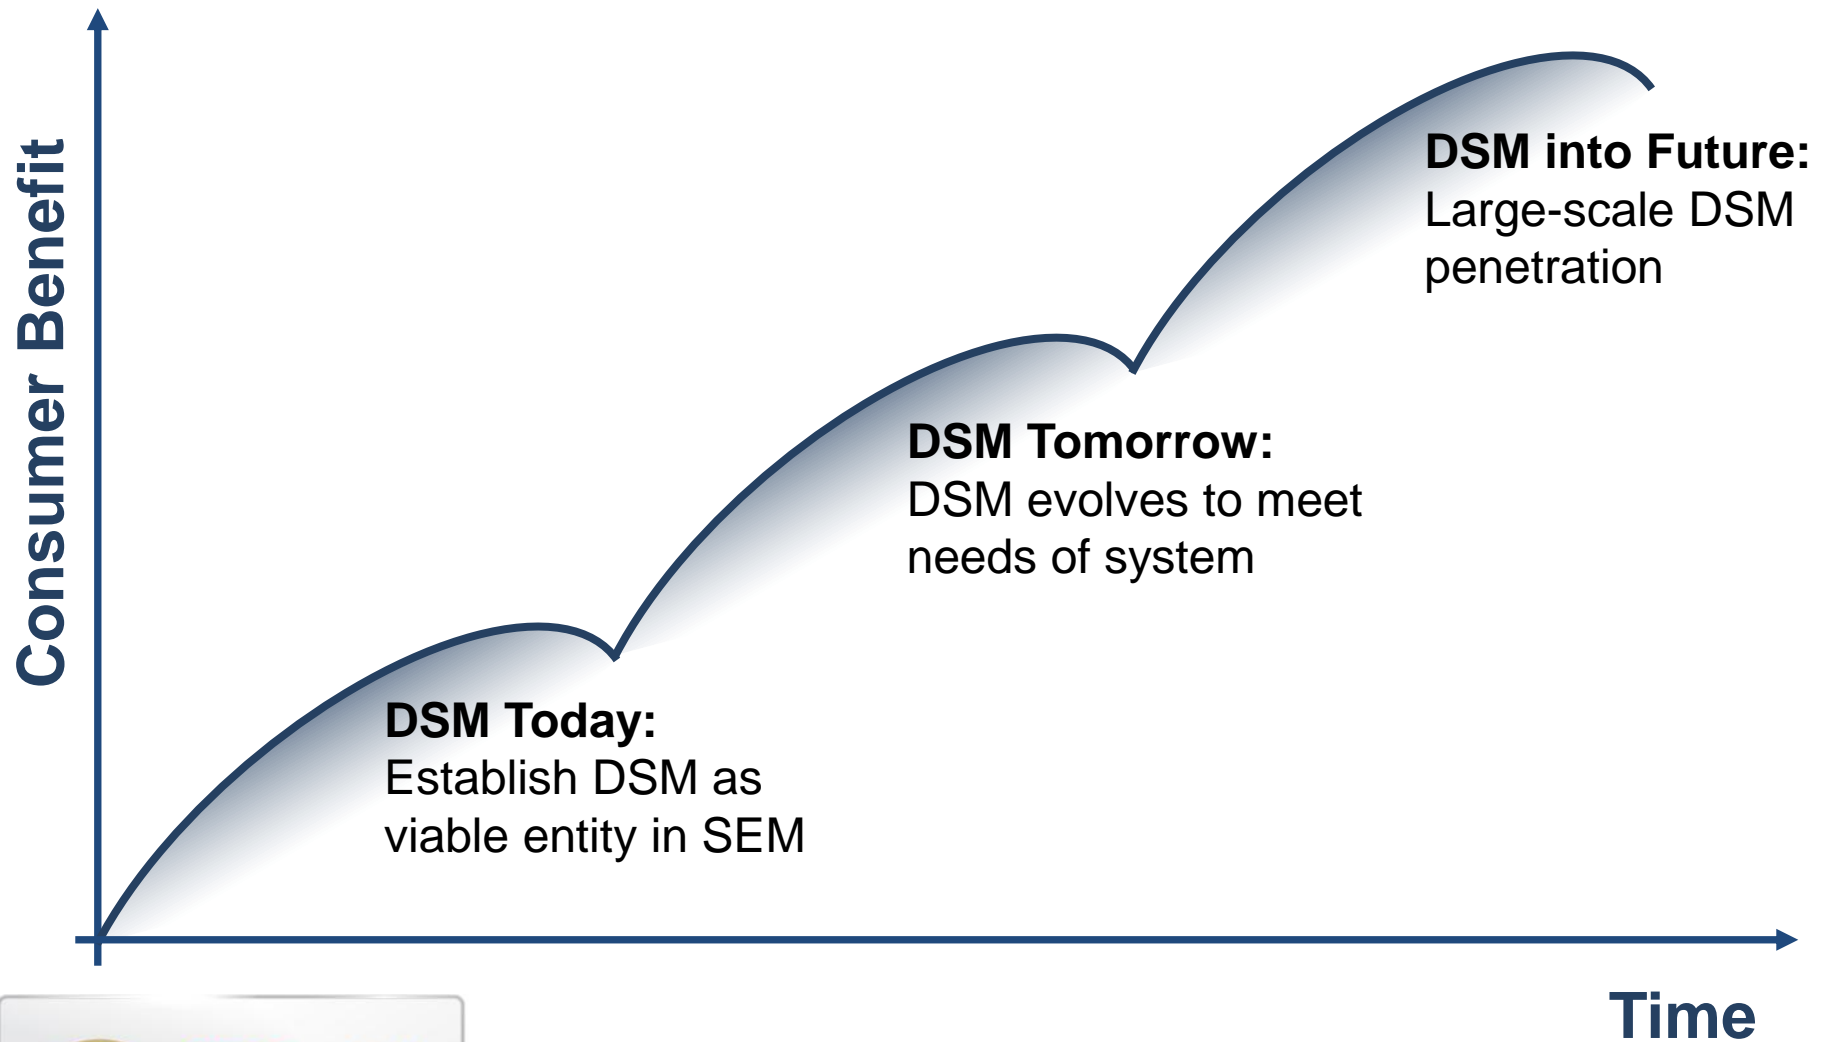 Consumer Benefit
DSM into Future:
Large-scale DSM
penetration
DSM Tomorrow:
DSM evolves to meet
needs of system
DSM Today:
Establish DSM as
viable entity in SEM
Time